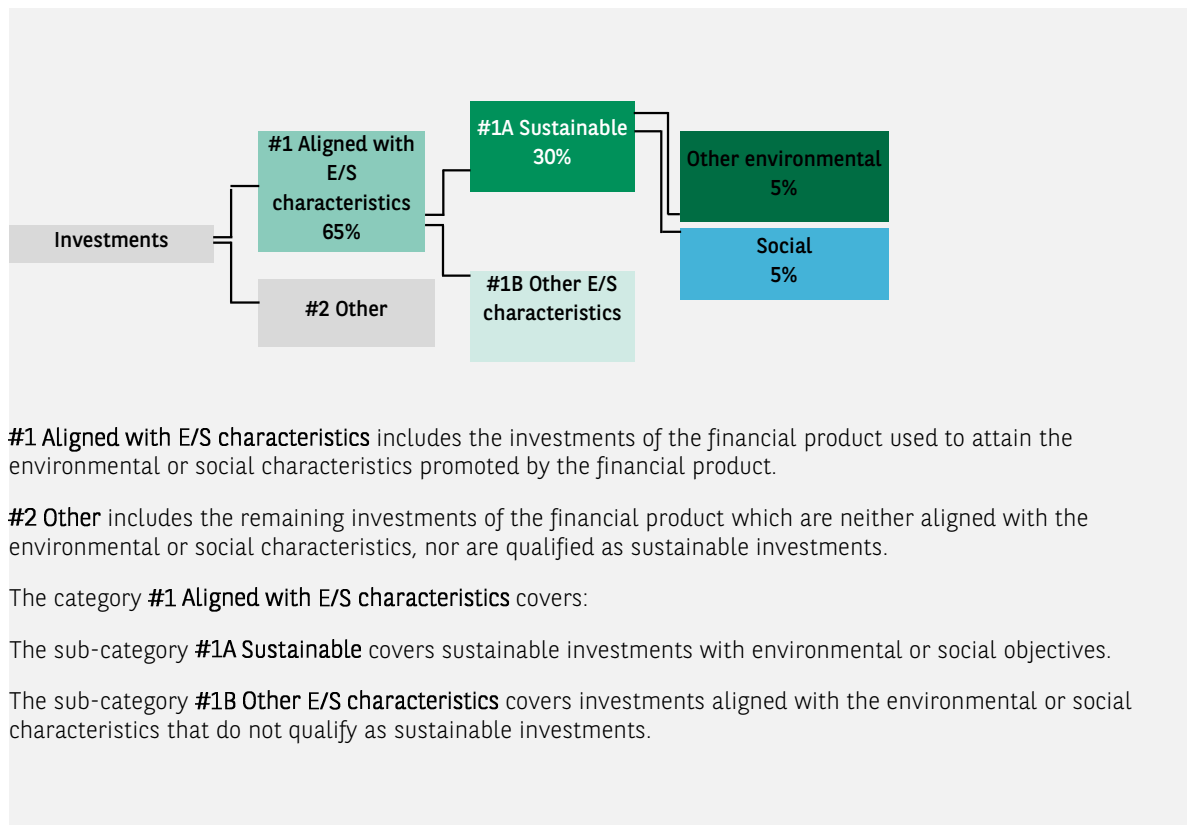 Investments
#1 Aligned with
E/S
characteristics
65%
#2 Other
#1A Sustainable
30%
#1B Other E/S
characteristics
Other environmental
5%
Social
5%
#1 Aligned with E/S characteristics includes the investments of the financial product used to attain the
environmental or social characteristics promoted by the financial product.
#2 Other includes the remaining investments of the financial product which are neither aligned with the
environmental or social characteristics, nor are qualified as sustainable investments.
The category #1 Aligned with E/S characteristics covers:
The sub-category #1A Sustainable covers sustainable investments with environmental or social objectives.
The sub-category #1B Other E/S characteristics covers investments aligned with the environmental or social
characteristics that do not qualify as sustainable investments.